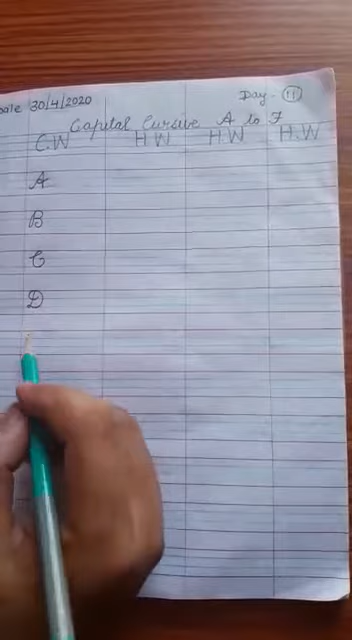 Date 30/4/2020 Day - 11
Capital Cursive A to F
C.W H W H W H.W
A
B
C
D